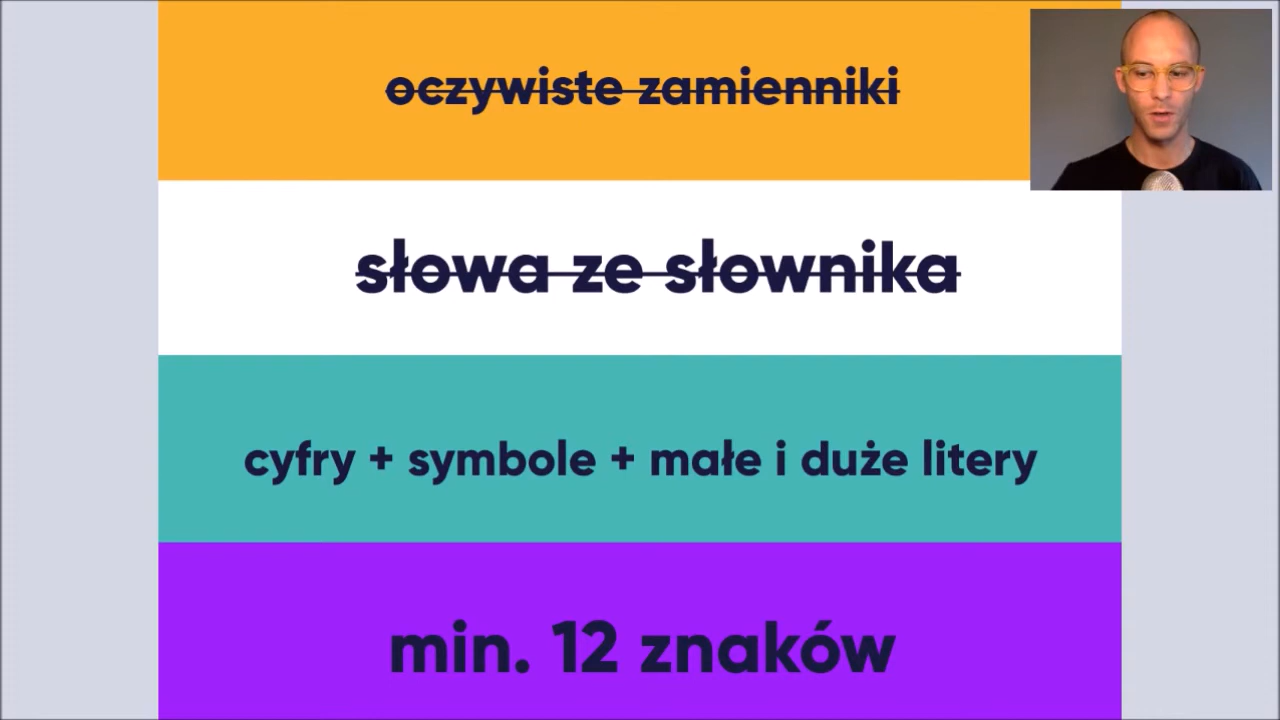 oczywiste zamienniki
słowa ze słownika
cyfry + symbole + małe i duże litery
min. 12 znaków